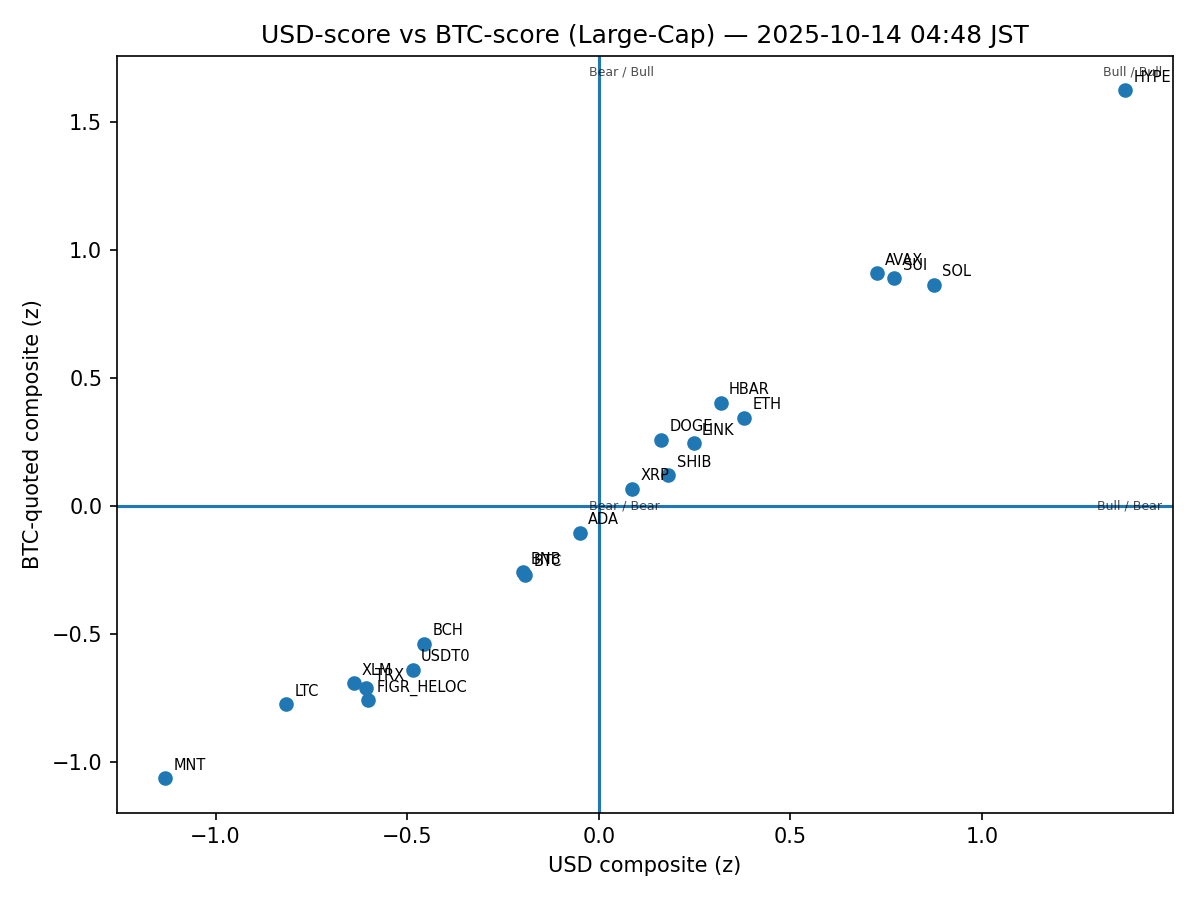 USD-score vs BTC-score (Large-Cap) — 2025-10-14 04:48 JST
Bear / Bull
Bull / Bull
HYPE
AVAX
SUI
SOL
HBAR
ETH
DOGE
LINK
SHIB
XRP
Bear / Bear
Bull / Bear
ADA
BNB
BTC
BCH
USDT0
XLM
TRX
FIGR_HELOC
LTC
MNT
1.5
1.0
0.5
0.0
−0.5
−1.0
BTC-quoted composite (z)
−1.0
−0.5
0.0
0.5
1.0
USD composite (z)